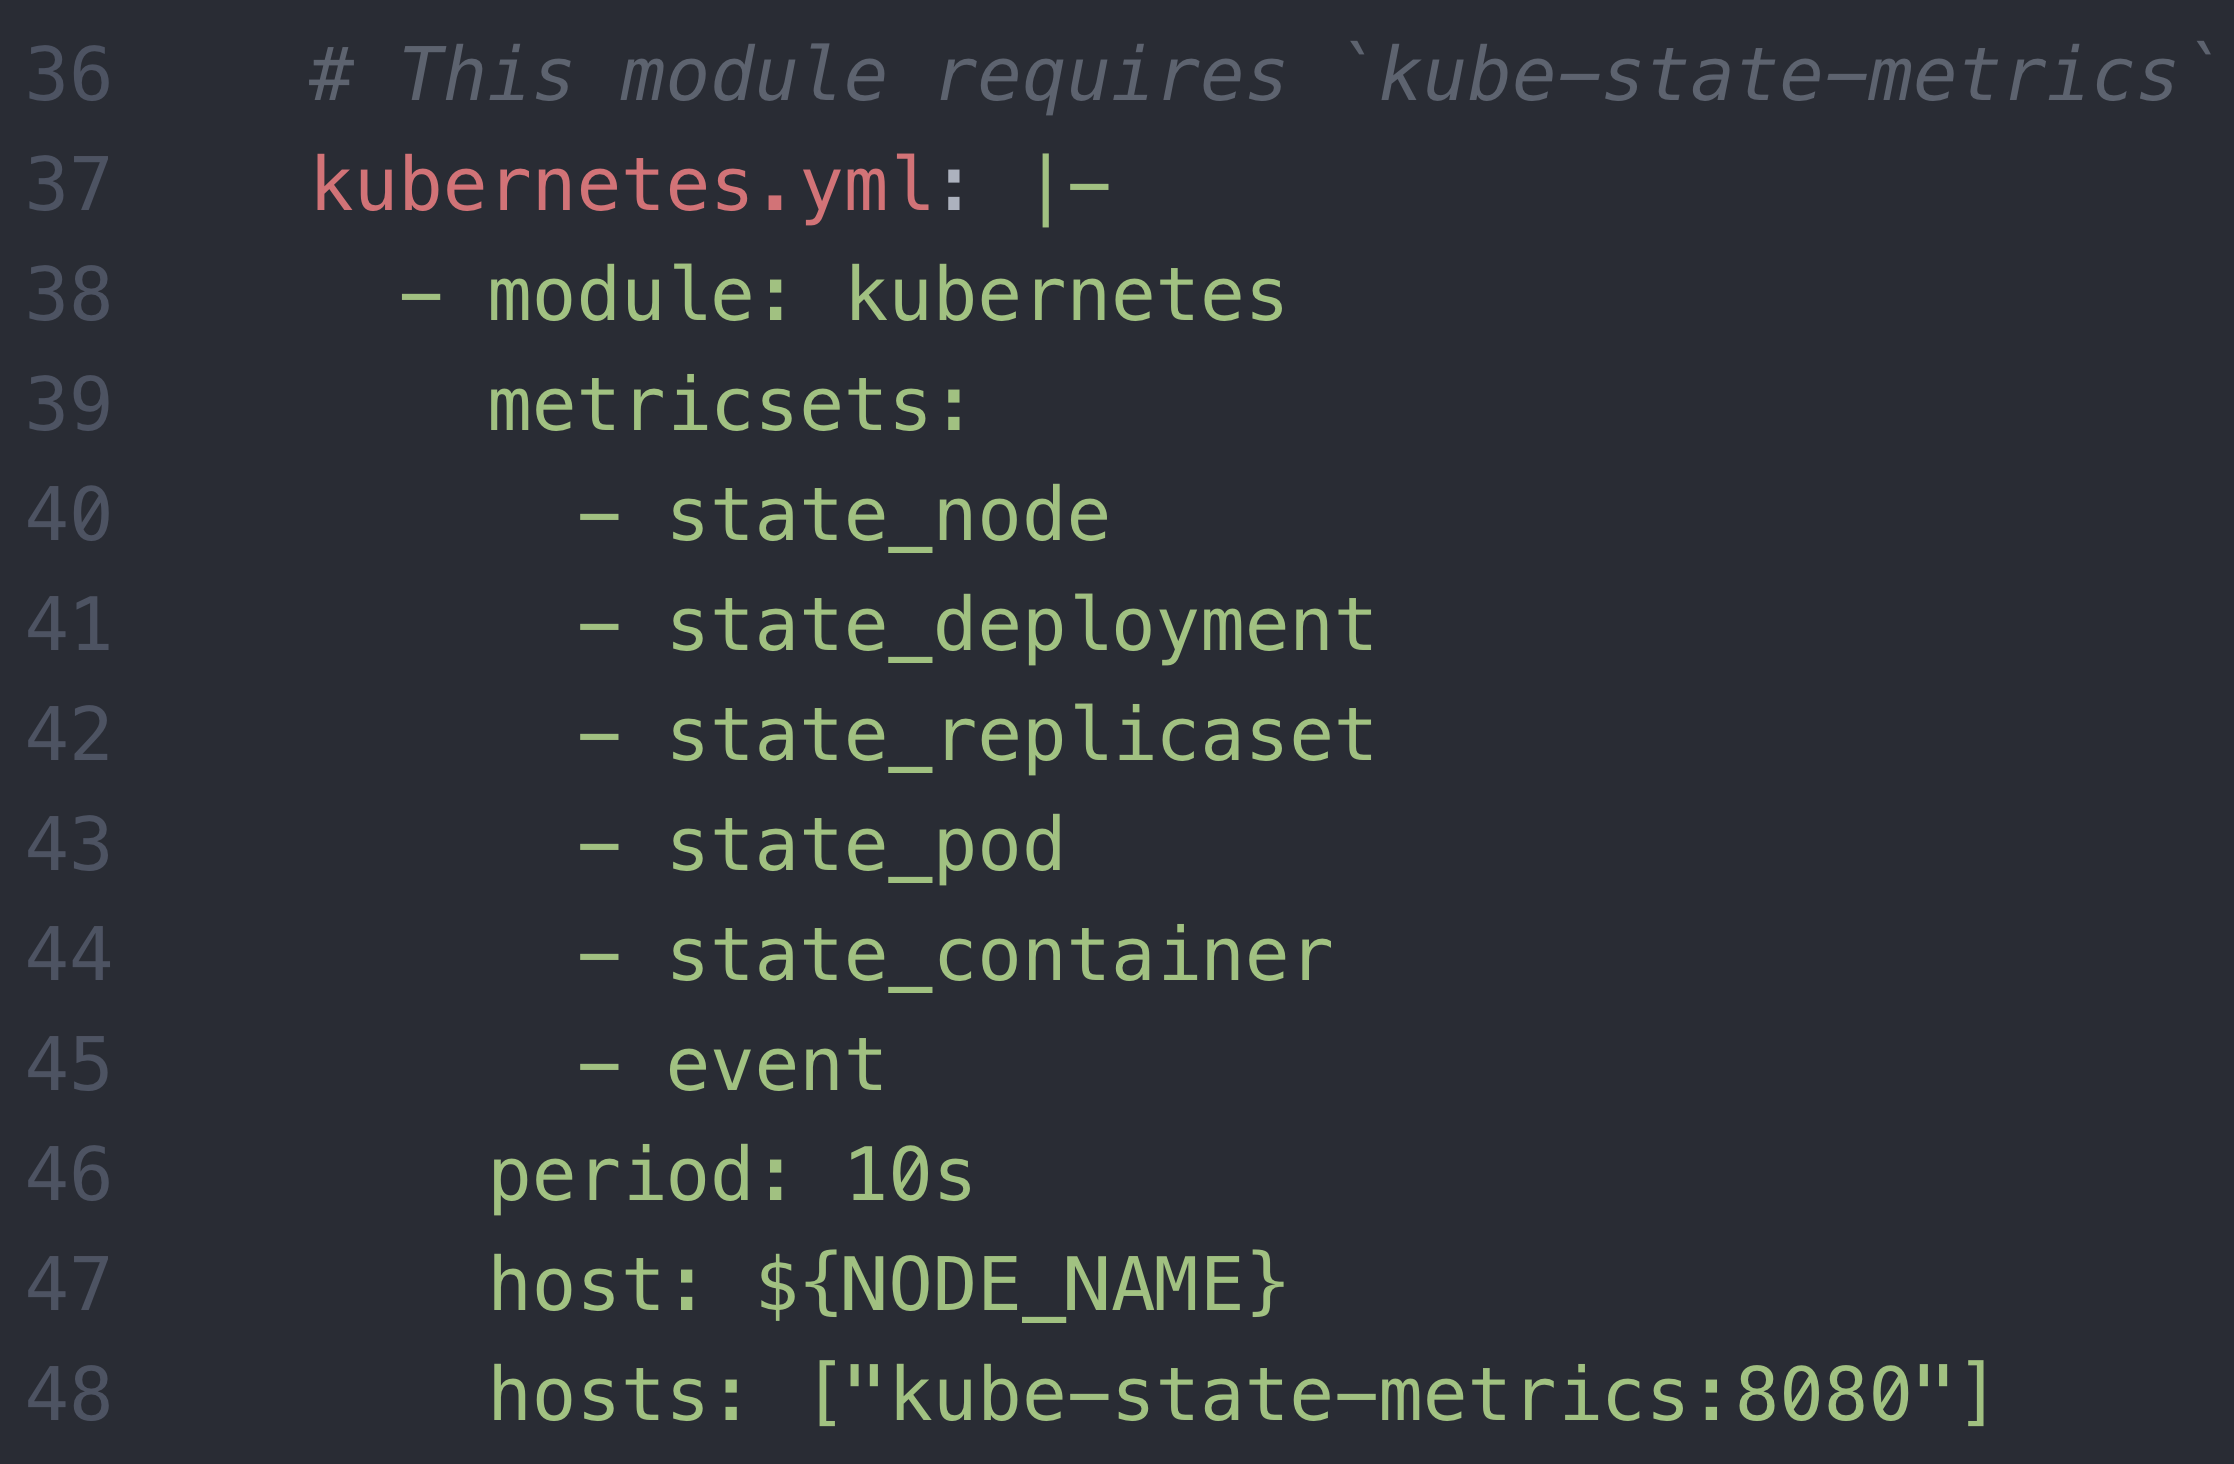 36 # This module requires `kube-state-metrics`
37 kubernetes.yml: |-
38 - module: kubernetes
39 metricsets:
40 - state_node
41 - state_deployment
42 - state_replicaset
43 - state_pod
44 - state_container
45 - event
46 period: 10s
47 host: ${NODE_NAME}
48 hosts: ["kube-state-metrics:8080"]